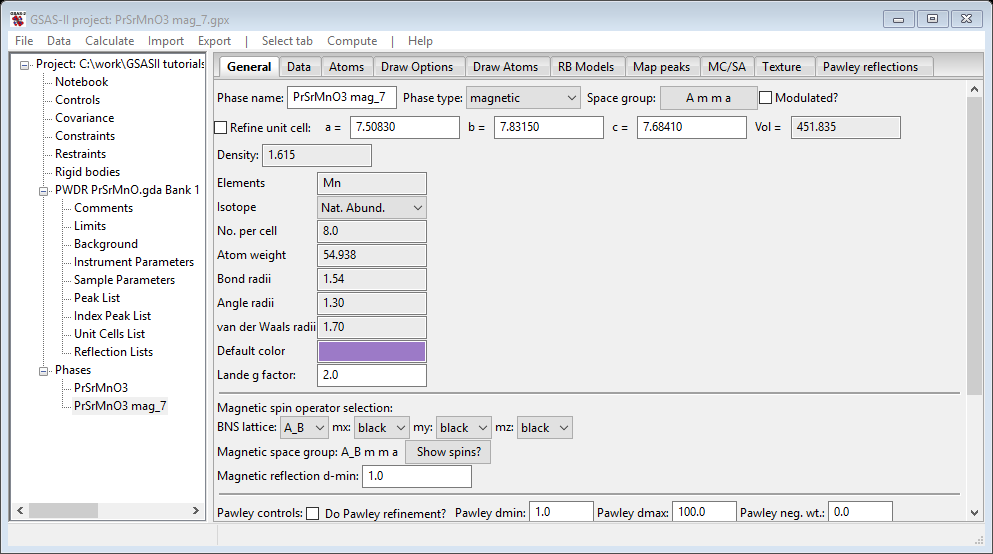 GSAS-II project: PrSrMnO3 mag_7.gpx
File Data Calculate Import Export | Select tab Compute | Help
Project: C:\work\GSASII tutorials
Notebook
Controls
Covariance
Constraints
Restraints
Rigid bodies
PWDR PrSrMnO.gda Bank 1
Comments
Limits
Background
Instrument Parameters
Sample Parameters
Peak List
Index Peak List
Unit Cells List
Reflection Lists
Phases
PrSrMnO3
PrSrMnO3 mag_7
General Data Atoms Draw Options Draw Atoms RB Models Map peaks MC/SA Texture Pawley reflections
Phase name: PrSrMnO3 mag_7 Phase type: magnetic Space group: A m m a Modulated?
Refine unit cell: a = 7.50830 b = 7.83150 c = 7.68410 Vol = 451.835
Density: 1.615
Elements Mn
Isotope Nat. Abund.
No. per cell 8.0
Atom weight 54.938
Bond radii 1.54
Angle radii 1.30
van der Waals radii 1.70
Default color
Lande g factor: 2.0
Magnetic spin operator selection:
BNS lattice: A_B mx: black my: black mz: black
Magnetic space group: A_B m m a Show spins?
Magnetic reflection d-min: 1.0
Pawley controls: Do Pawley refinement? Pawley dmin: 1.0 Pawley dmax: 100.0 Pawley neg. wt.: 0.0